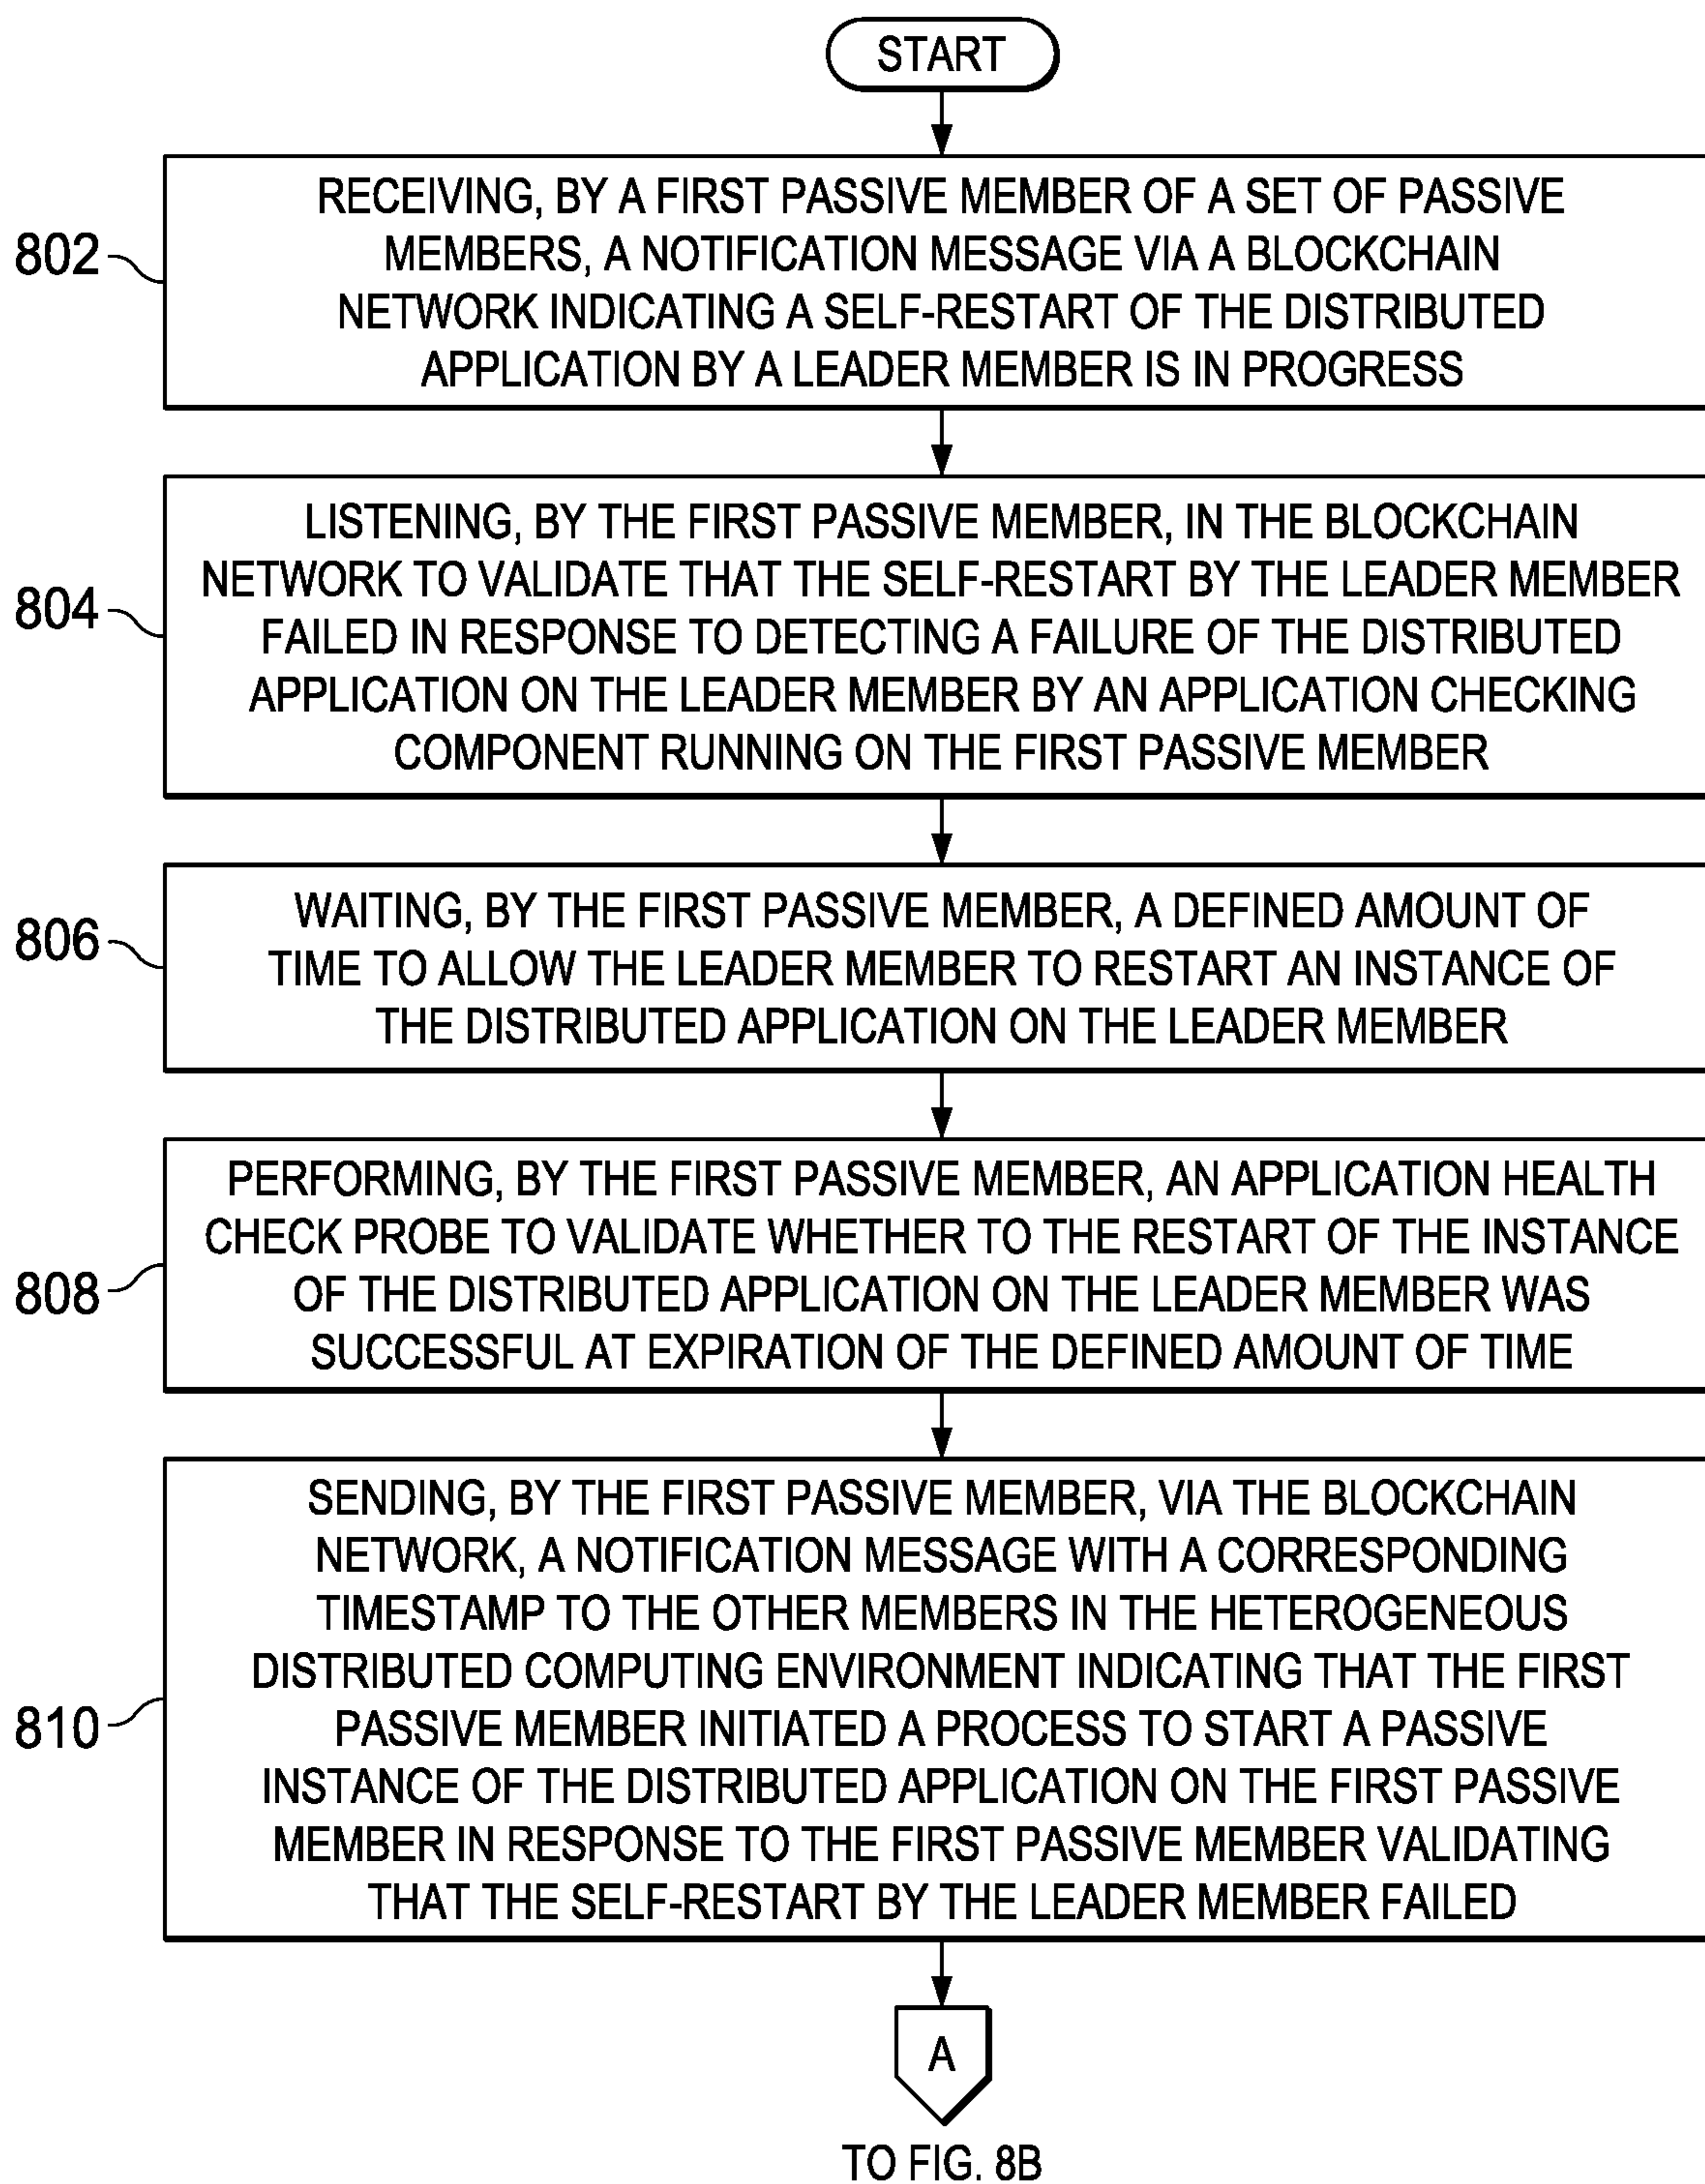 START
802
RECEIVING, BY A FIRST PASSIVE MEMBER OF A SET OF PASSIVE
MEMBERS, A NOTIFICATION MESSAGE VIA A BLOCKCHAIN
NETWORK INDICATING A SELF-RESTART OF THE DISTRIBUTED
APPLICATION BY A LEADER MEMBER IS IN PROGRESS
804
LISTENING, BY THE FIRST PASSIVE MEMBER, IN THE BLOCKCHAIN
NETWORK TO VALIDATE THAT THE SELF-RESTART BY THE LEADER MEMBER
FAILED IN RESPONSE TO DETECTING A FAILURE OF THE DISTRIBUTED
APPLICATION ON THE LEADER MEMBER BY AN APPLICATION CHECKING
COMPONENT RUNNING ON THE FIRST PASSIVE MEMBER
806
WAITING, BY THE FIRST PASSIVE MEMBER, A DEFINED AMOUNT OF
TIME TO ALLOW THE LEADER MEMBER TO RESTART AN INSTANCE OF
THE DISTRIBUTED APPLICATION ON THE LEADER MEMBER
808
PERFORMING, BY THE FIRST PASSIVE MEMBER, AN APPLICATION HEALTH
CHECK PROBE TO VALIDATE WHETHER TO THE RESTART OF THE INSTANCE
OF THE DISTRIBUTED APPLICATION ON THE LEADER MEMBER WAS
SUCCESSFUL AT EXPIRATION OF THE DEFINED AMOUNT OF TIME
810
SENDING, BY THE FIRST PASSIVE MEMBER, VIA THE BLOCKCHAIN
NETWORK, A NOTIFICATION MESSAGE WITH A CORRESPONDING
TIMESTAMP TO THE OTHER MEMBERS IN THE HETEROGENEOUS
DISTRIBUTED COMPUTING ENVIRONMENT INDICATING THAT THE FIRST
PASSIVE MEMBER INITIATED A PROCESS TO START A PASSIVE
INSTANCE OF THE DISTRIBUTED APPLICATION ON THE FIRST PASSIVE
MEMBER IN RESPONSE TO THE FIRST PASSIVE MEMBER VALIDATING
THAT THE SELF-RESTART BY THE LEADER MEMBER FAILED
A
TO FIG. 8B